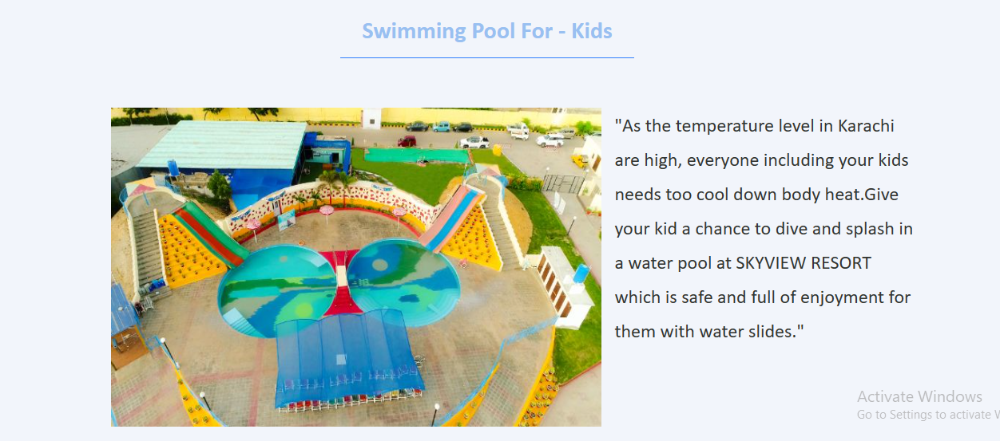 Swimming Pool For - Kids
"As the temperature level in Karachi
are high, everyone including your kids
needs too cool down body heat.Give
your kid a chance to dive and splash in
a water pool at SKYVIEW RESORT
which is safe and full of enjoyment for
them with water slides."
Activate Windows
Go to Settings to activate W